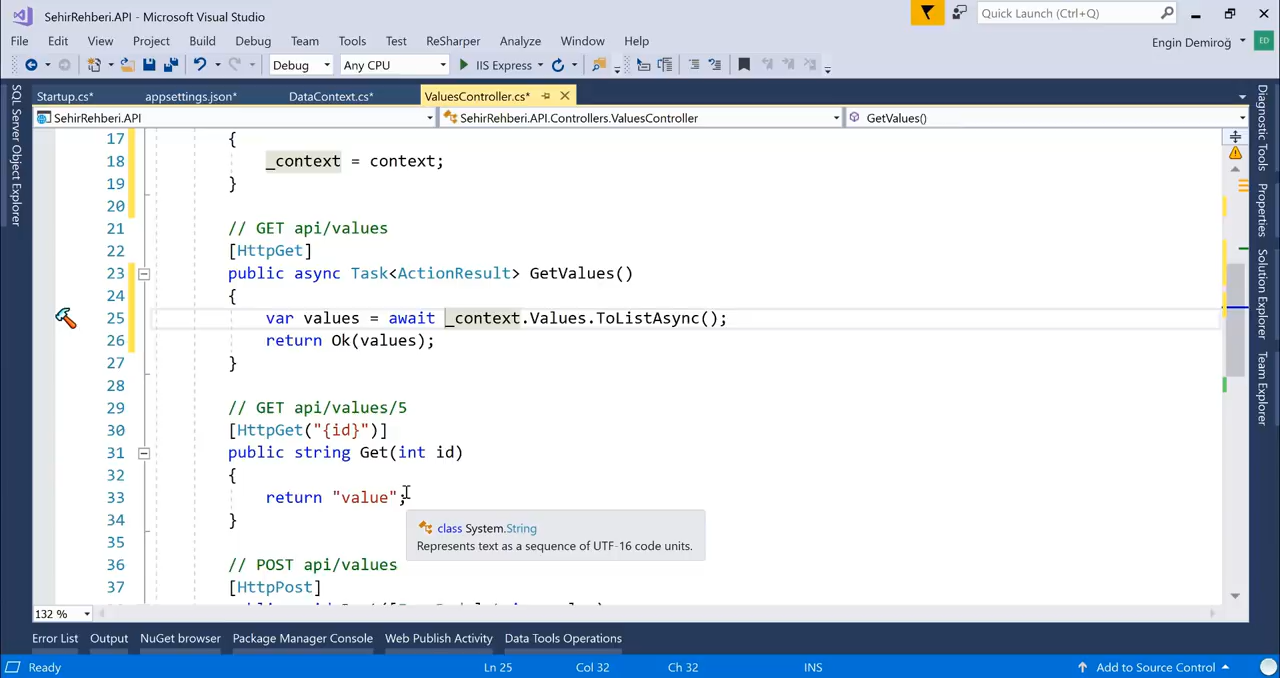 SehirRehberi.API - Microsoft Visual Studio
Quick Launch (Ctrl+Q)
File Edit View Project Build Debug Team Tools Test ReSharper Analyze Window Help
Engin Demiroğ
ED
Debug Any CPU IIS Express
Startup.cs* appsettings.json* DataContext.cs* ValuesController.cs*
SehirRehberi.API SehirRehberi.API.Controllers.ValuesController GetValues()
SQL Server Object Explorer
Diagnostic Tools
Properties
Solution Explorer
Team Explorer
17 {
18 _context = context;
19 }
20
21 // GET api/values
22 [HttpGet]
23 public async Task<ActionResult> GetValues()
24 {
25 var values = await _context.Values.ToListAsync();
26 return Ok(values);
27 }
28
29 // GET api/values/5
30 [HttpGet("{id}")]
31 public string Get(int id)
32 {
33 return "value";
34 }
class System.String
Represents text as a sequence of UTF-16 code units.
35
36 // POST api/values
37 [HttpPost]
132 %
Error List Output NuGet browser Package Manager Console Web Publish Activity Data Tools Operations
Ready Ln 25 Col 32 Ch 32 INS Add to Source Control